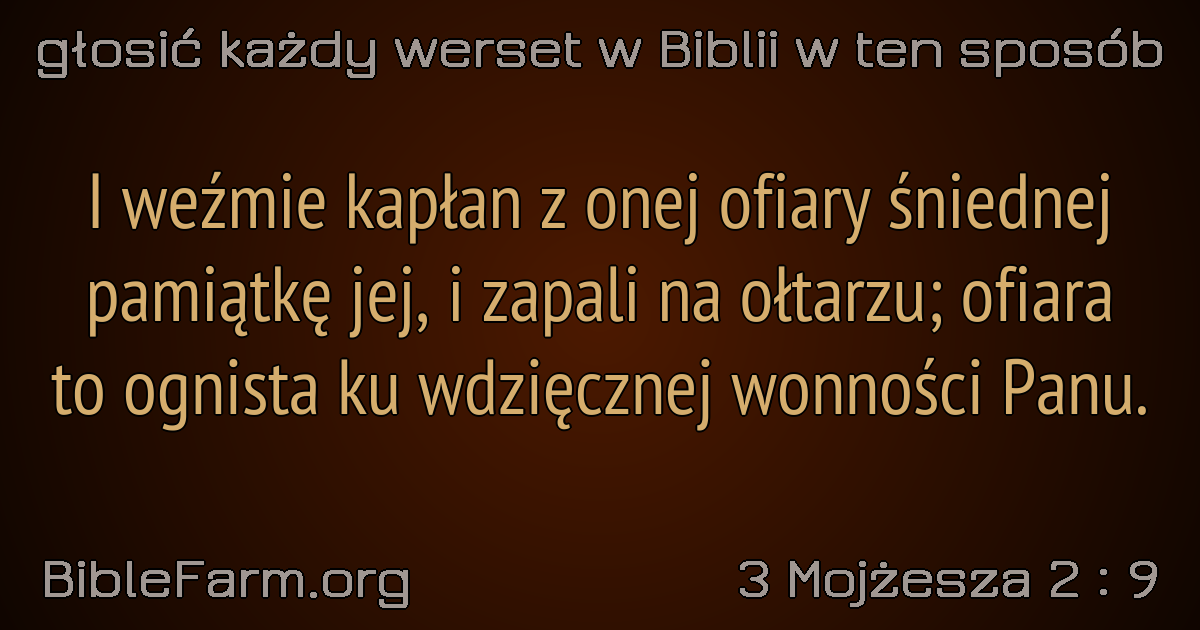 głosić każdy werset w Biblii w ten sposób
I weźmie kapłan z onej ofiary śniednej
pamiątkę jej, i zapali na ołtarzu; ofiara
to ognista ku wdzięcznej wonności Panu.
BibleFarm.org
3 Mojżesza 2 : 9